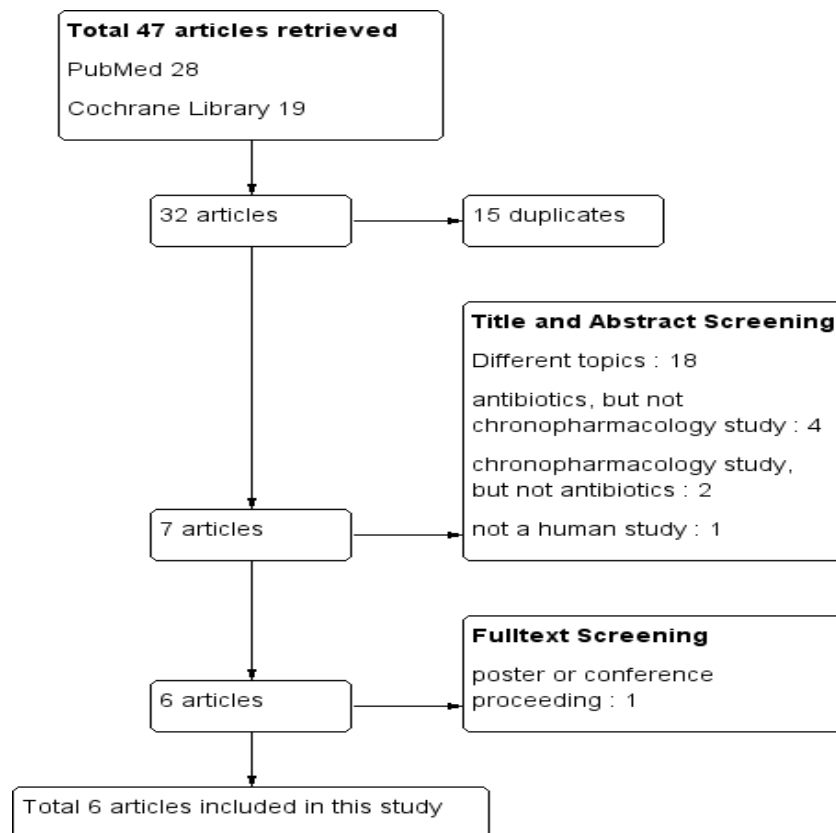 Total 47 articles retrieved
PubMed 28
Cochrane Library 19
32 articles
15 duplicates
Title and Abstract Screening
Different topics : 18
antibiotics, but not
chronopharmacology study : 4
chronopharmacology study,
but not antibiotics : 2
not a human study : 1
7 articles
Fulltext Screening
poster or conference
proceeding : 1
6 articles
Total 6 articles included in this study